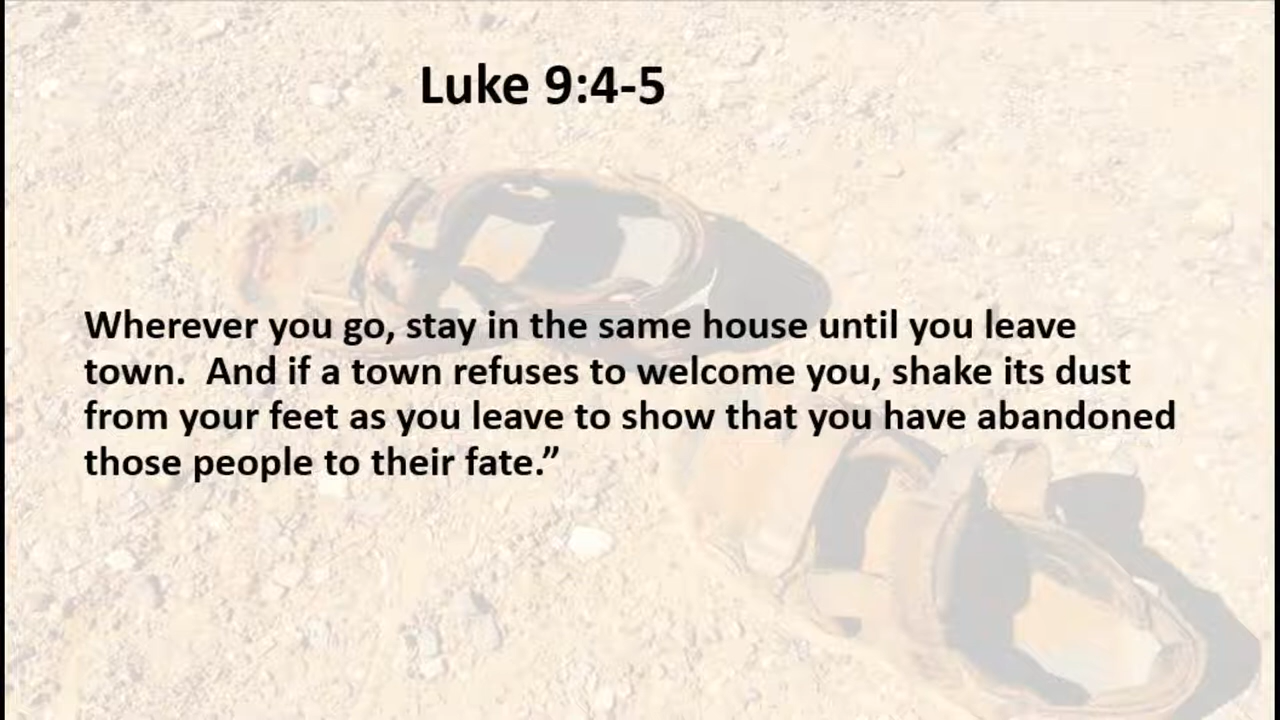 Luke 9:4-5
Wherever you go, stay in the same house until you leave
town.  And if a town refuses to welcome you, shake its dust
from your feet as you leave to show that you have abandoned
those people to their fate.”